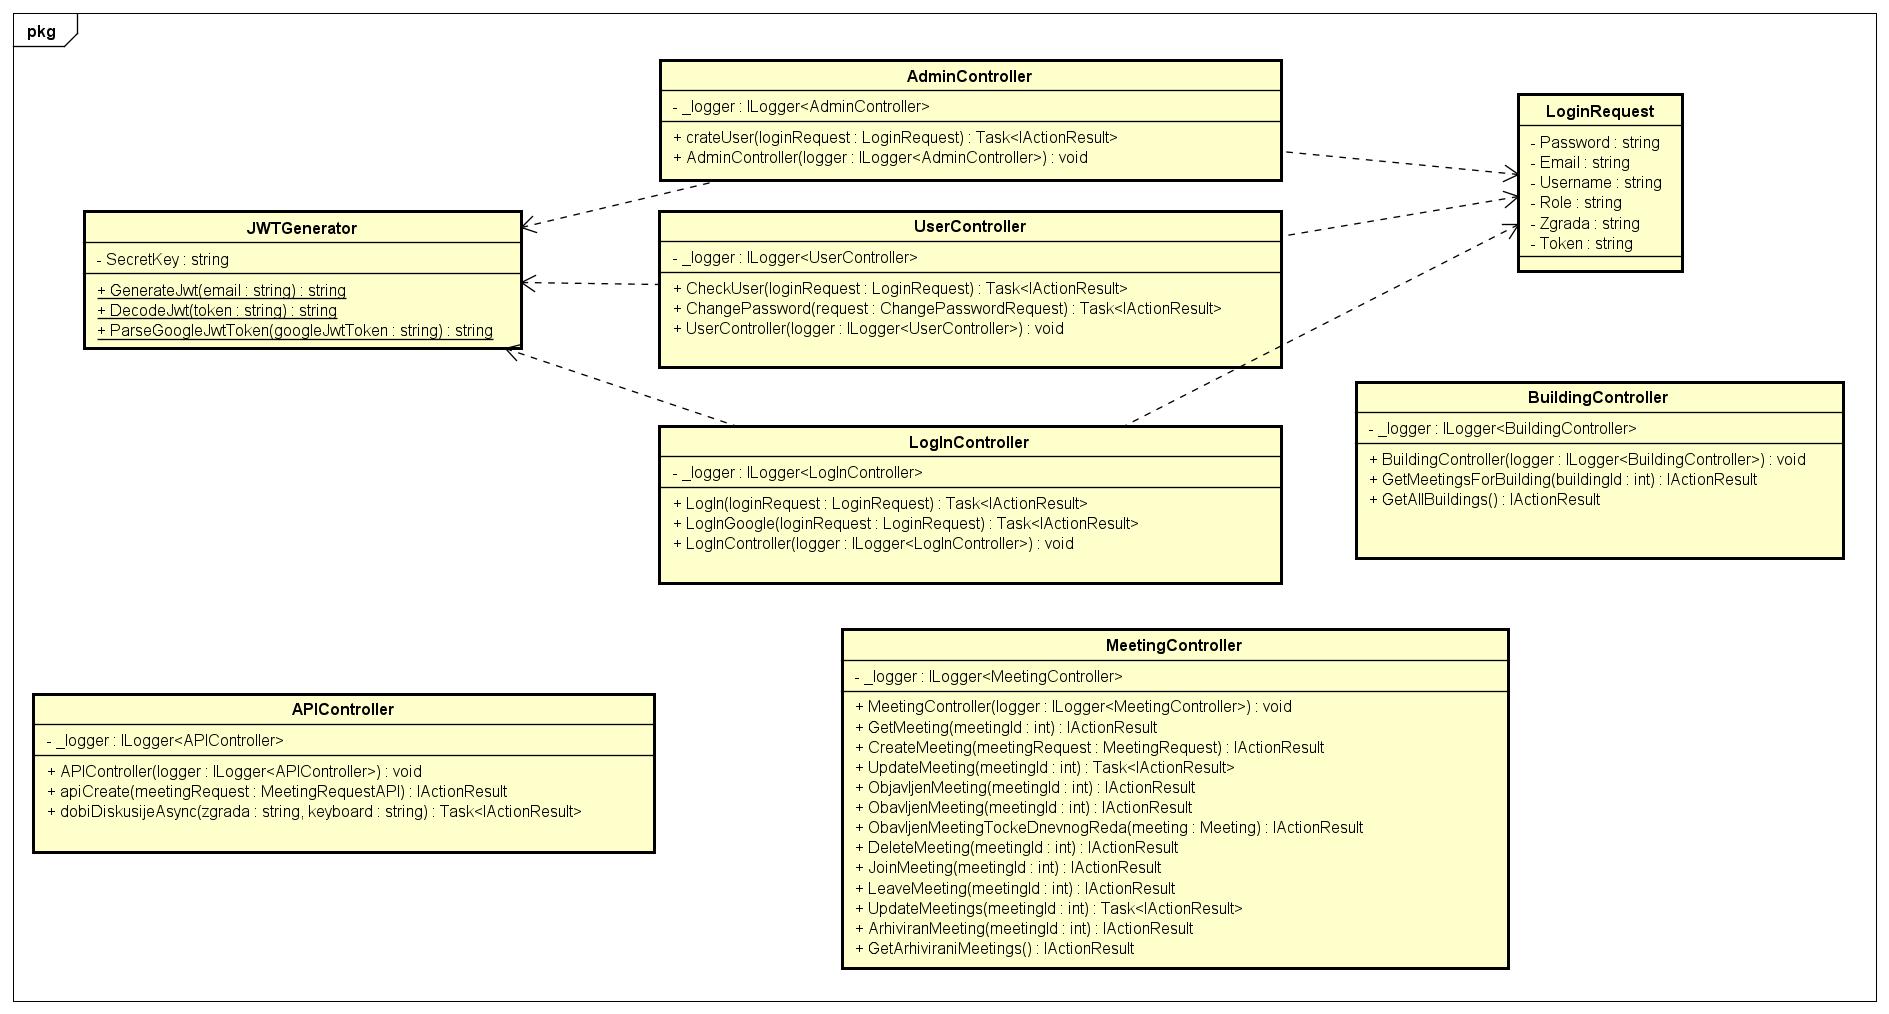 pkg
AdminController
- _logger : ILogger<AdminController>
+ crateUser(loginRequest : LoginRequest) : Task<IActionResult>
+ AdminController(logger : ILogger<AdminController>) : void
LoginRequest
- Password : string
- Email : string
- Username : string
- Role : string
- Zgrada : string
- Token : string
JWTGenerator
- SecretKey : string
+ GenerateJwt(email : string) : string
+ DecodeJwt(token : string) : string
+ ParseGoogleJwtToken(googleJwtToken : string) : string
UserController
- _logger : ILogger<UserController>
+ CheckUser(loginRequest : LoginRequest) : Task<IActionResult>
+ ChangePassword(request : ChangePasswordRequest) : Task<IActionResult>
+ UserController(logger : ILogger<UserController>) : void
LogInController
- _logger : ILogger<LogInController>
+ LogIn(loginRequest : LoginRequest) : Task<IActionResult>
+ LogInGoogle(loginRequest : LoginRequest) : Task<IActionResult>
+ LogInController(logger : ILogger<LogInController>) : void
BuildingController
- _logger : ILogger<BuildingController>
+ BuildingController(logger : ILogger<BuildingController>) : void
+ GetMeetingsForBuilding(buildingId : int) : IActionResult
+ GetAllBuildings() : IActionResult
APIController
- _logger : ILogger<APIController>
+ APIController(logger : ILogger<APIController>) : void
+ apiCreate(meetingRequest : MeetingRequestAPI) : IActionResult
+ dobiDiskusijeAsync(zgrada : string, keyboard : string) : Task<IActionResult>
MeetingController
- _logger : ILogger<MeetingController>
+ MeetingController(logger : ILogger<MeetingController>) : void
+ GetMeeting(meetingId : int) : IActionResult
+ CreateMeeting(meetingRequest : MeetingRequest) : IActionResult
+ UpdateMeeting(meetingId : int) : Task<IActionResult>
+ ObjavljenMeeting(meetingId : int) : IActionResult
+ ObavljenMeeting(meetingId : int) : IActionResult
+ ObavljenMeetingTockeDnevnogReda(meeting : Meeting) : IActionResult
+ DeleteMeeting(meetingId : int) : IActionResult
+ JoinMeeting(meetingId : int) : IActionResult
+ LeaveMeeting(meetingId : int) : IActionResult
+ UpdateMeetings(meetingId : int) : Task<IActionResult>
+ ArhiviranMeeting(meetingId : int) : IActionResult
+ GetArhiviraniMeetings() : IActionResult